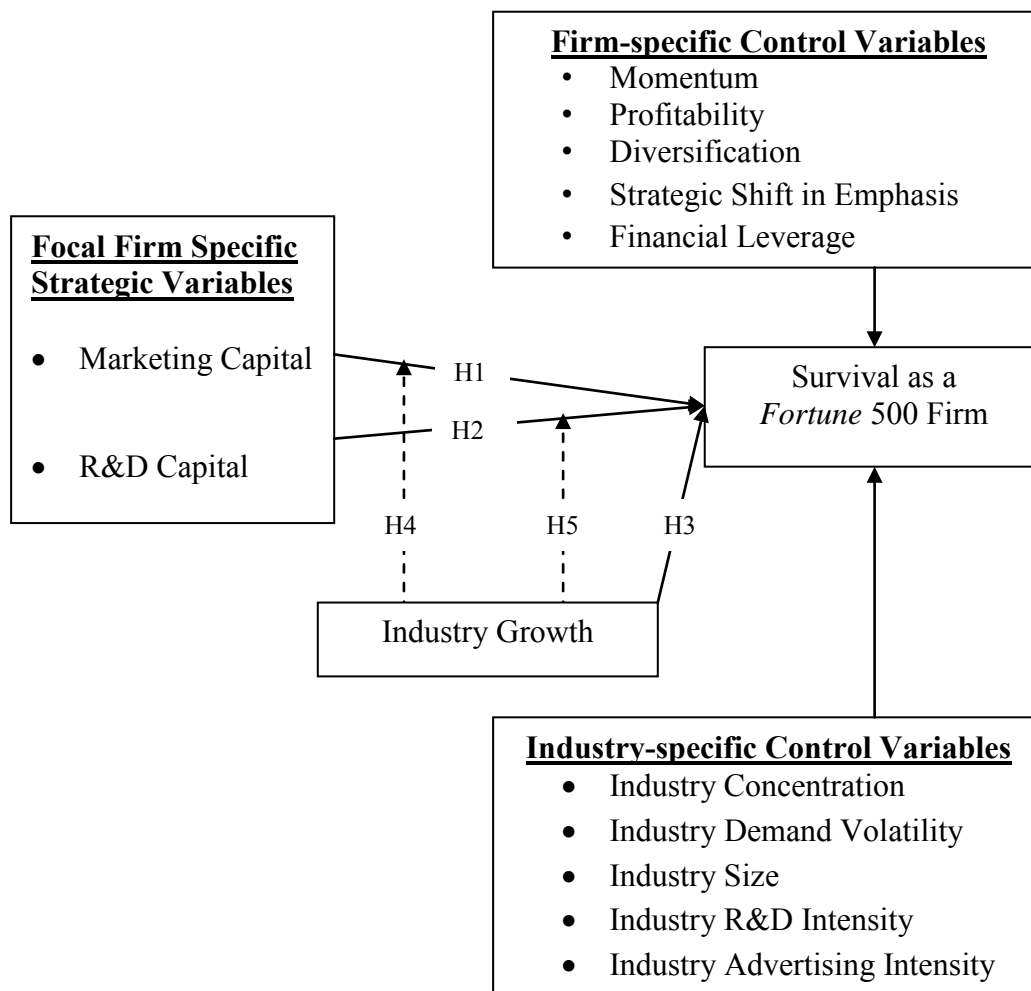 Firm-specific Control Variables
• Momentum
• Profitability
• Diversification
• Strategic Shift in Emphasis
• Financial Leverage
Focal Firm Specific
Strategic Variables
• Marketing Capital
• R&D Capital
H1
H2
Survival as a
Fortune 500 Firm
H4
H5
H3
Industry Growth
Industry-specific Control Variables
• Industry Concentration
• Industry Demand Volatility
• Industry Size
• Industry R&D Intensity
• Industry Advertising Intensity